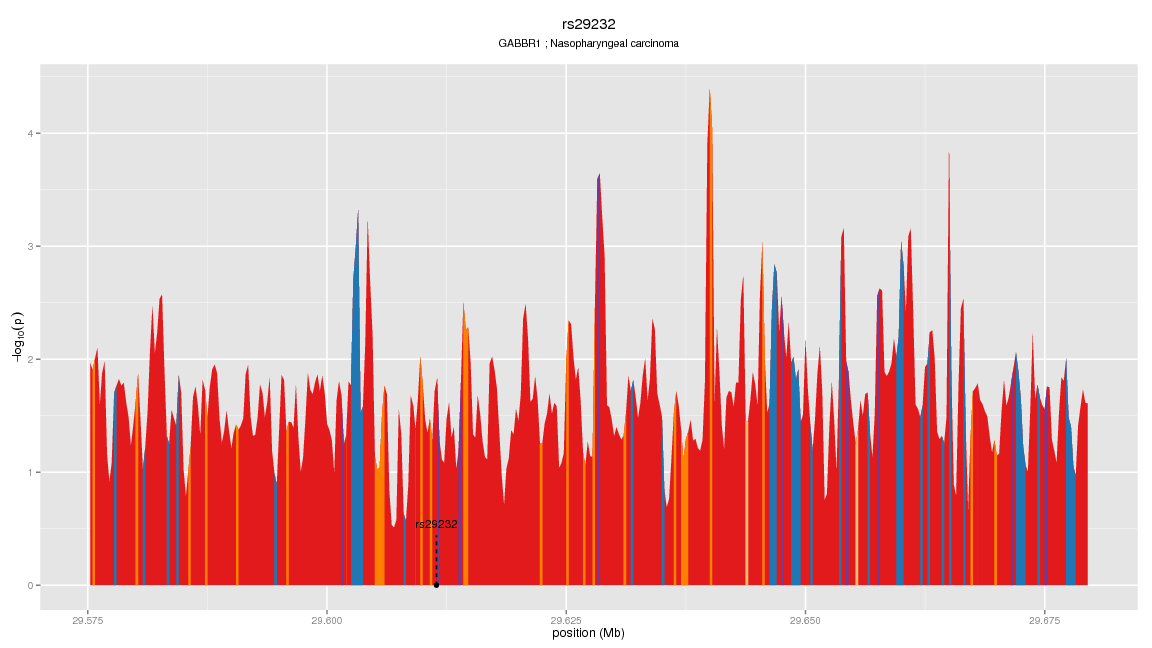 rs29232
GABBR1 ; Nasopharyngeal carcinoma
−log10(p)
4
3
2
1
0
rs29232
29.575 29.600 29.625 29.650 29.675
position (Mb)